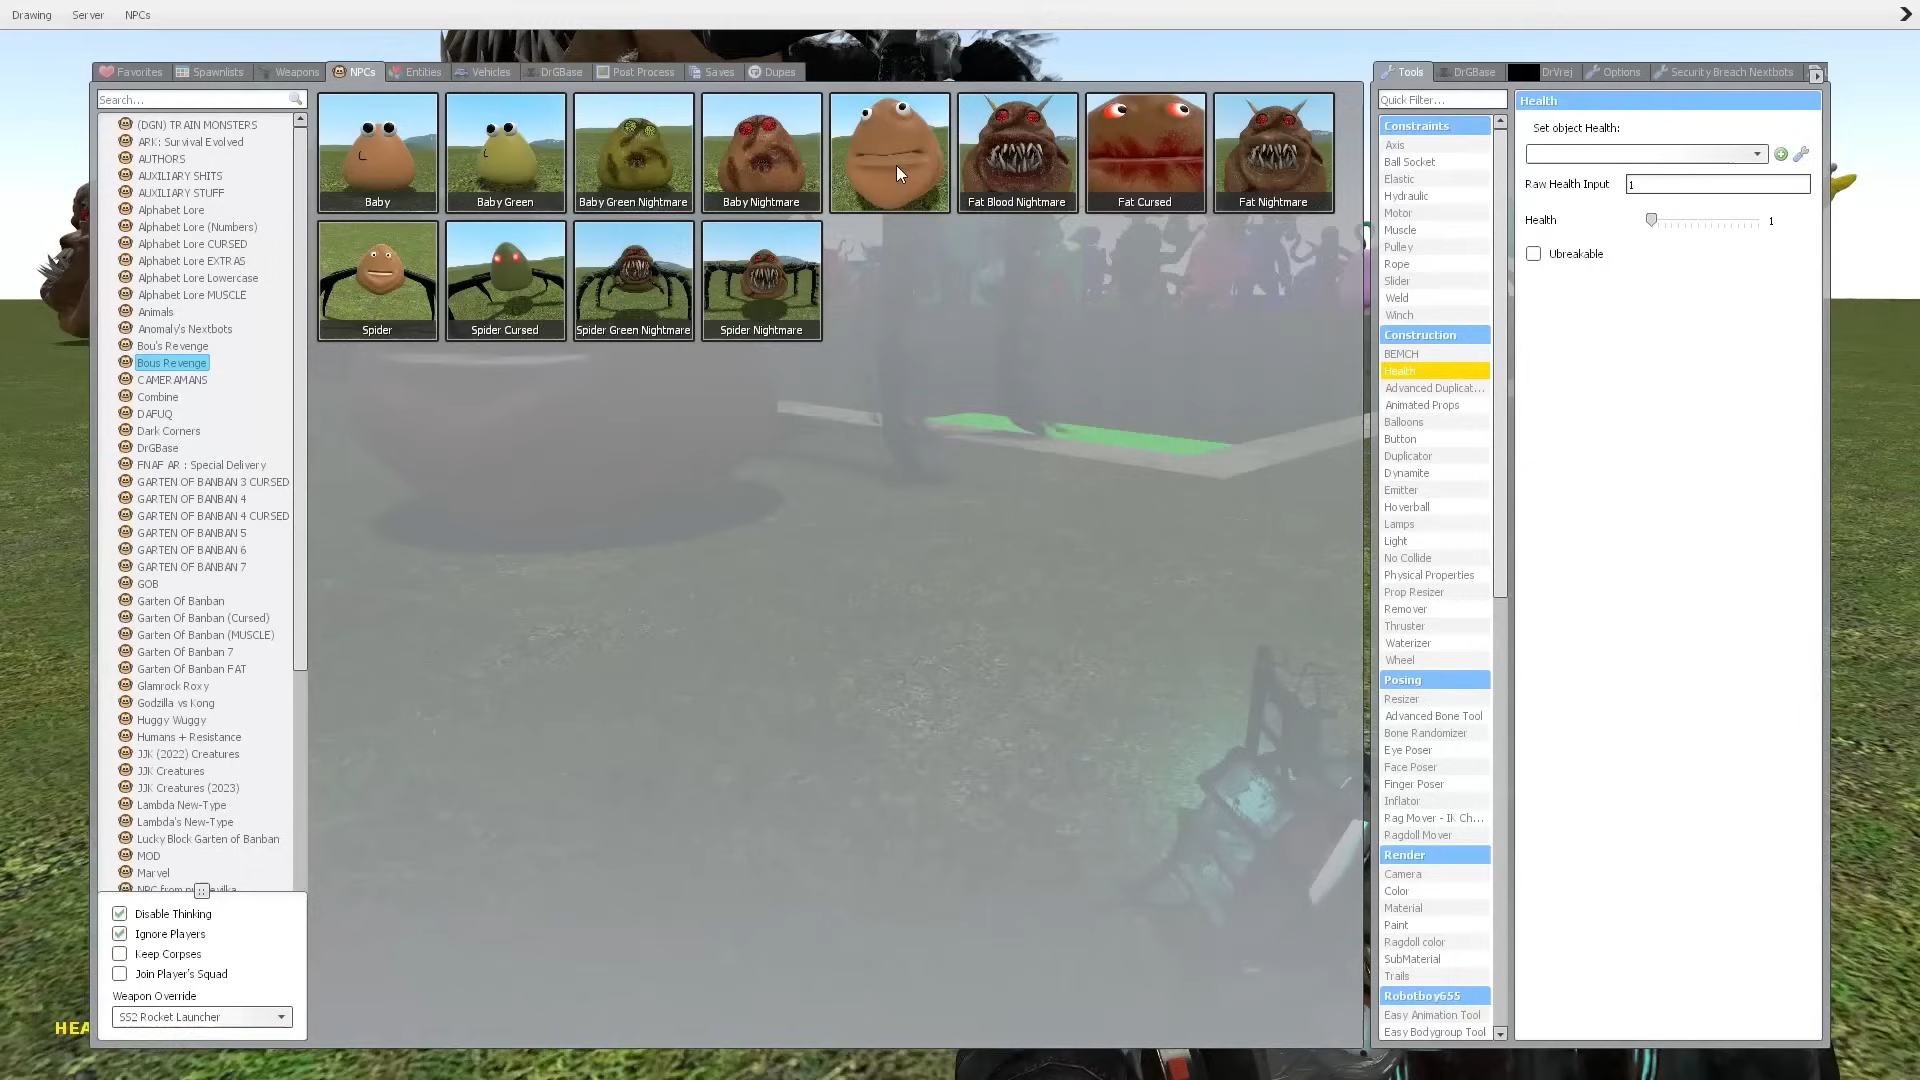 Drawing Server NPCs
Favorites Spawnlists Weapons NPCs Entities Vehicles DrGBase Post Process Saves Dupes
Search...
(DGN) TRAIN MONSTERS
ARK: Survival Evolved
AUTHORS
AUXILIARY SHITS
AUXILIARY STUFF
Alphabet Lore
Alphabet Lore (Numbers)
Alphabet Lore CURSED
Alphabet Lore EXTRAS
Alphabet Lore Lowercase
Alphabet Lore MUSCLE
Animals
Anomaly's Nextbots
Bou's Revenge
Bous Revenge
CAMERAMANS
Combine
DAFUQ
Dark Corners
DrGBase
FNAF AR : Special Delivery
GARTEN OF BANBAN 3 CURSED
GARTEN OF BANBAN 4
GARTEN OF BANBAN 4 CURSED
GARTEN OF BANBAN 5
GARTEN OF BANBAN 6
GARTEN OF BANBAN 7
GOB
Garten Of Banban
Garten Of Banban (Cursed)
Garten Of Banban (MUSCLE)
Garten Of Banban 7
Garten Of Banban FAT
Glamrock Roxy
Godzilla vs Kong
Huggy Wuggy
Humans + Resistance
JJK (2022) Creatures
JJK Creatures
JJK Creatures (2023)
Lambda New-Type
Lambda's New-Type
Lucky Block Garten of Banban
MOD
Marvel
NPC from
Disable Thinking
Ignore Players
Keep Corpses
Join Player's Squad
Weapon Override
SS2 Rocket Launcher
HEA
Baby
Baby Green
Baby Green Nightmare
Baby Nightmare
Fat Blood Nightmare
Fat Cursed
Fat Nightmare
Spider
Spider Cursed
Spider Green Nightmare
Spider Nightmare
Tools DrGBase DrVrej Options Security Breach Nextbots
Quick Filter...
Constraints
Axis
Ball Socket
Elastic
Hydraulic
Motor
Muscle
Pulley
Rope
Slider
Weld
Winch
Construction
BEMCH
Health
Advanced Duplicat...
Animated Props
Balloons
Button
Duplicator
Dynamite
Emitter
Hoverball
Lamps
Light
No Collide
Physical Properties
Prop Resizer
Remover
Thruster
Waterizer
Wheel
Posing
Resizer
Advanced Bone Tool
Bone Randomizer
Eye Poser
Face Poser
Finger Poser
Inflator
Rag Mover - IK Ch...
Ragdoll Mover
Render
Camera
Color
Material
Paint
Ragdoll color
SubMaterial
Trails
Robotboy655
Easy Animation Tool
Easy Bodygroup Tool
Health
Set object Health:
Raw Health Input 1
Health 1
Ubreakable